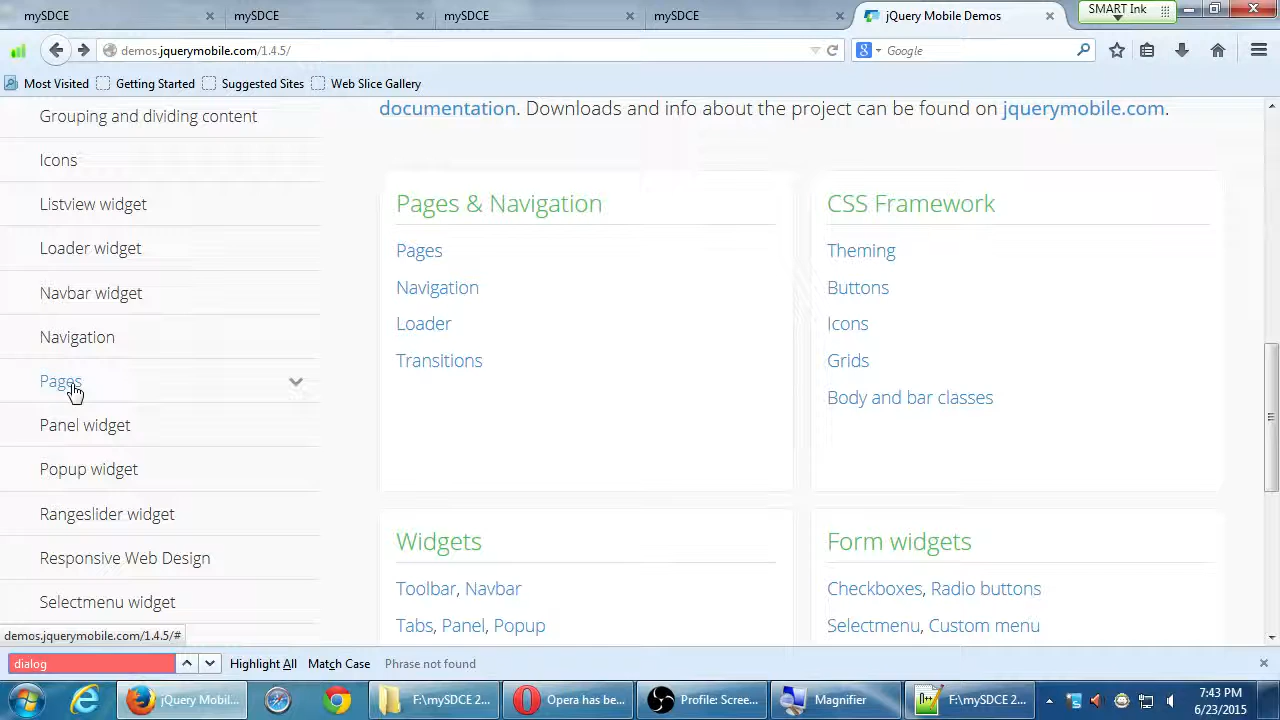 mySDCE
mySDCE
mySDCE
mySDCE
jQuery Mobile Demos
SMART Ink
demos.jquerymobile.com/1.4.5/
Google
Most Visited
Getting Started
Suggested Sites
Web Slice Gallery
documentation. Downloads and info about the project can be found on jquerymobile.com.
Grouping and dividing content
Icons
Listview widget
Loader widget
Navbar widget
Navigation
Pages
Panel widget
Popup widget
Rangeslider widget
Responsive Web Design
Selectmenu widget
Pages & Navigation
Pages
Navigation
Loader
Transitions
CSS Framework
Theming
Buttons
Icons
Grids
Body and bar classes
Widgets
Toolbar, Navbar
Tabs, Panel, Popup
Form widgets
Checkboxes, Radio buttons
Selectmenu, Custom menu
demos.jquerymobile.com/1.4.5/#
dialog
Highlight All
Match Case
Phrase not found
jQuery Mobil...
F:\mySDCE 2...
Opera has be...
Profile: Scree...
Magnifier
F:\mySDCE 2...
7:43 PM
6/23/2015